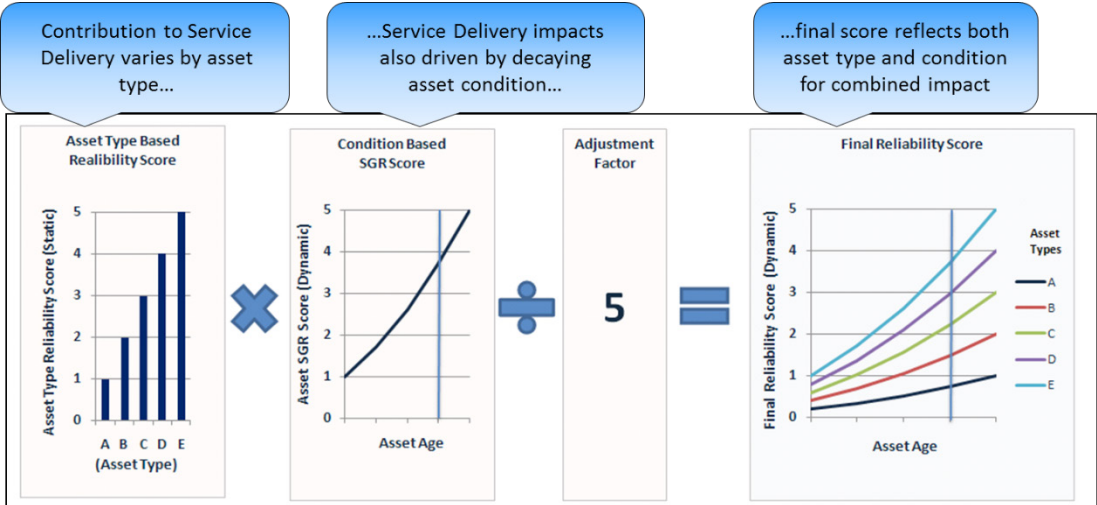 Contribution to Service
Delivery varies by asset
type…
…Service Delivery impacts
also driven by decaying
asset condition…
…final score reflects both
asset type and condition
for combined impact
Asset Type Based
Realibility Score
Asset Type Reliability Score (Static)
5
4
3
2
1
0
A B C D E
(Asset Type)
Condition Based
SGR Score
Asset SGR Score (Dynamic)
5
4
3
2
1
0
Asset Age
Adjustment
Factor
5
Final Reliability Score
Final Reliability Score (Dynamic)
5
4
3
2
1
0
Asset Age
Asset
Types
A
B
C
D
E